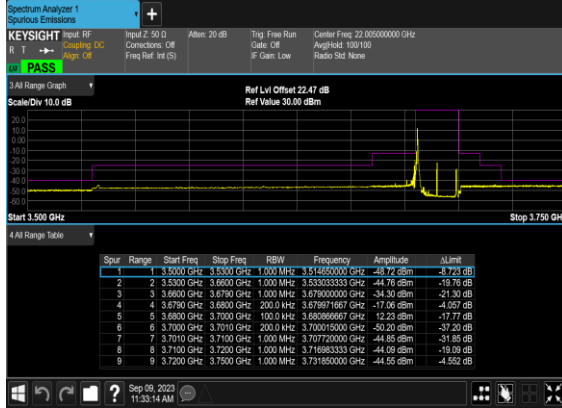 Spectrum Analyzer 1
Spurious Emissions
+
KEYSIGHT Input: RF Input Z: 50 Ω Atten: 20 dB Trig: Free Run Center Freq: 22.005000000 GHz
R T Coupling: DC Corrections: Off Gate: Off Avg|Hold: 100/100
Align: Off Freq Ref: Int (S) IF Gain: Low Radio Std: None
PASS
3 All Range Graph
Ref Lvl Offset 22.47 dB
Scale/Div 10.0 dB Ref Value 30.00 dBm
20.0
10.0
0.00
-10.0
-20.0
-30.0
-40.0
-50.0
-60.0
Start 3.500 GHz Stop 3.750 GH
4 All Range Table
Spur Range Start Freq Stop Freq RBW Frequency Amplitude ΔLimit
1 1 3.5000 GHz 3.5300 GHz 1.000 MHz 3.514650000 GHz -48.72 dBm -8.723 dB
2 2 3.5300 GHz 3.6600 GHz 1.000 MHz 3.533033333 GHz -44.76 dBm -19.76 dB
3 3 3.6600 GHz 3.6790 GHz 1.000 MHz 3.679000000 GHz -34.30 dBm -21.30 dB
4 4 3.6790 GHz 3.6800 GHz 200.0 kHz 3.679971667 GHz -17.06 dBm -4.057 dB
5 5 3.6800 GHz 3.7000 GHz 100.0 kHz 3.680866667 GHz 12.23 dBm -17.77 dB
6 6 3.7000 GHz 3.7010 GHz 200.0 kHz 3.700015000 GHz -50.20 dBm -37.20 dB
7 7 3.7010 GHz 3.7100 GHz 1.000 MHz 3.707720000 GHz -44.85 dBm -31.85 dB
8 8 3.7100 GHz 3.7200 GHz 1.000 MHz 3.716983333 GHz -44.09 dBm -19.09 dB
9 9 3.7200 GHz 3.7500 GHz 1.000 MHz 3.731850000 GHz -44.55 dBm -4.552 dB
? Sep 09, 2023
11:33:14 AM